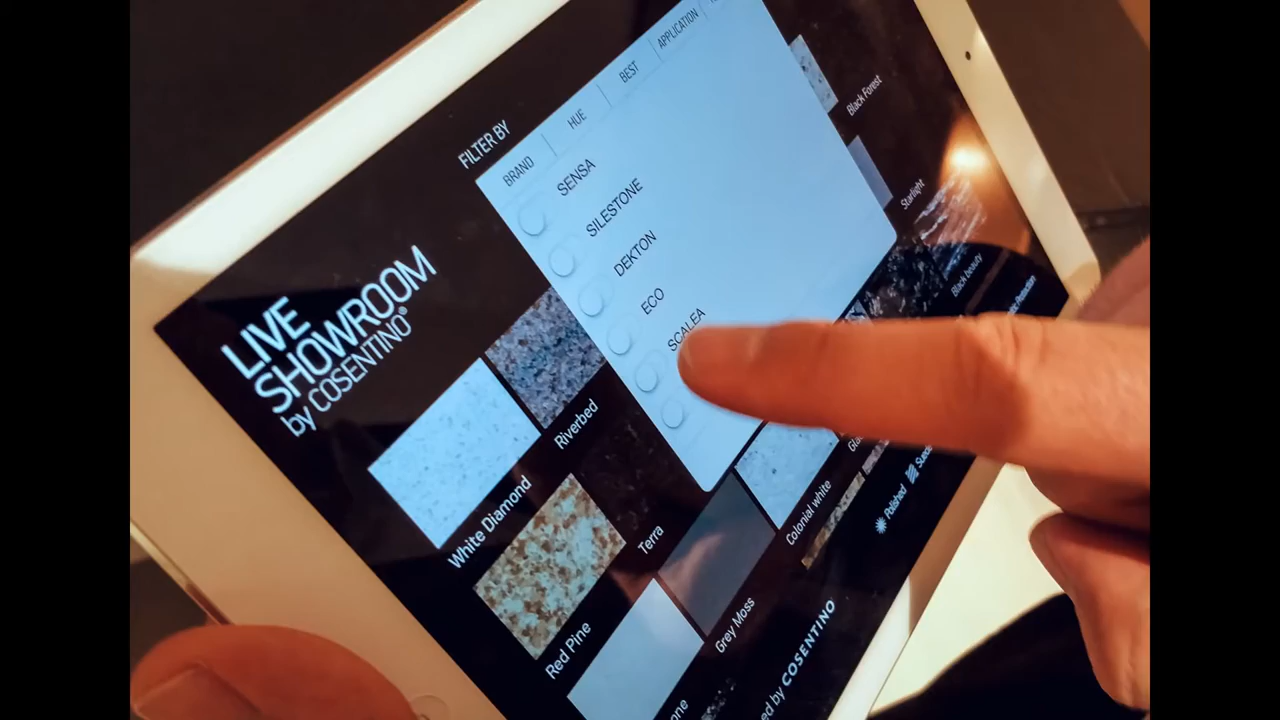 LIVE
SHOWROOM
by COSENTINO®
FILTER BY
BRAND
HUE
BEST
APPLICATION
SENSA
SILESTONE
DEKTON
ECO
SCALEA
Black Forest
Starlight
Black beauty
Riverbed
White Diamond
Terra
Colonial white
Red Pine
Grey Moss
Polished
by COSENTINO